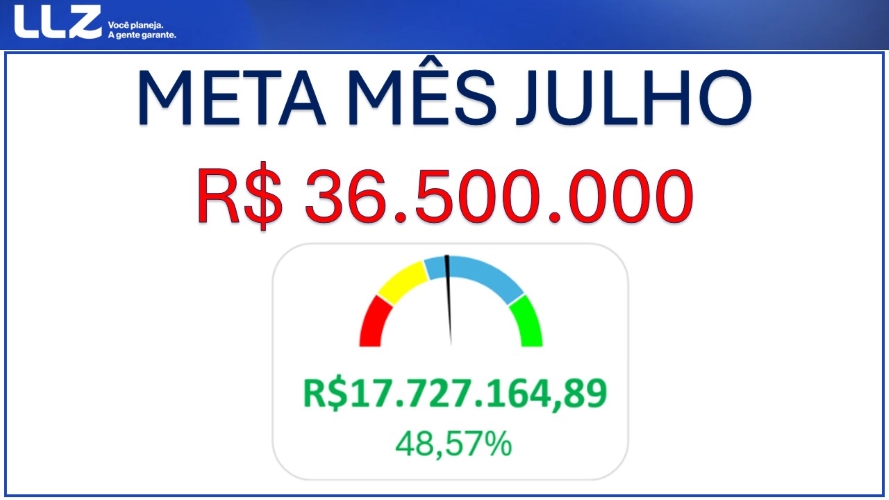 LLZ
Você planeja.
A gente garante.
META MÊS JULHO
R$ 36.500.000
R$17.727.164,89
48,57%